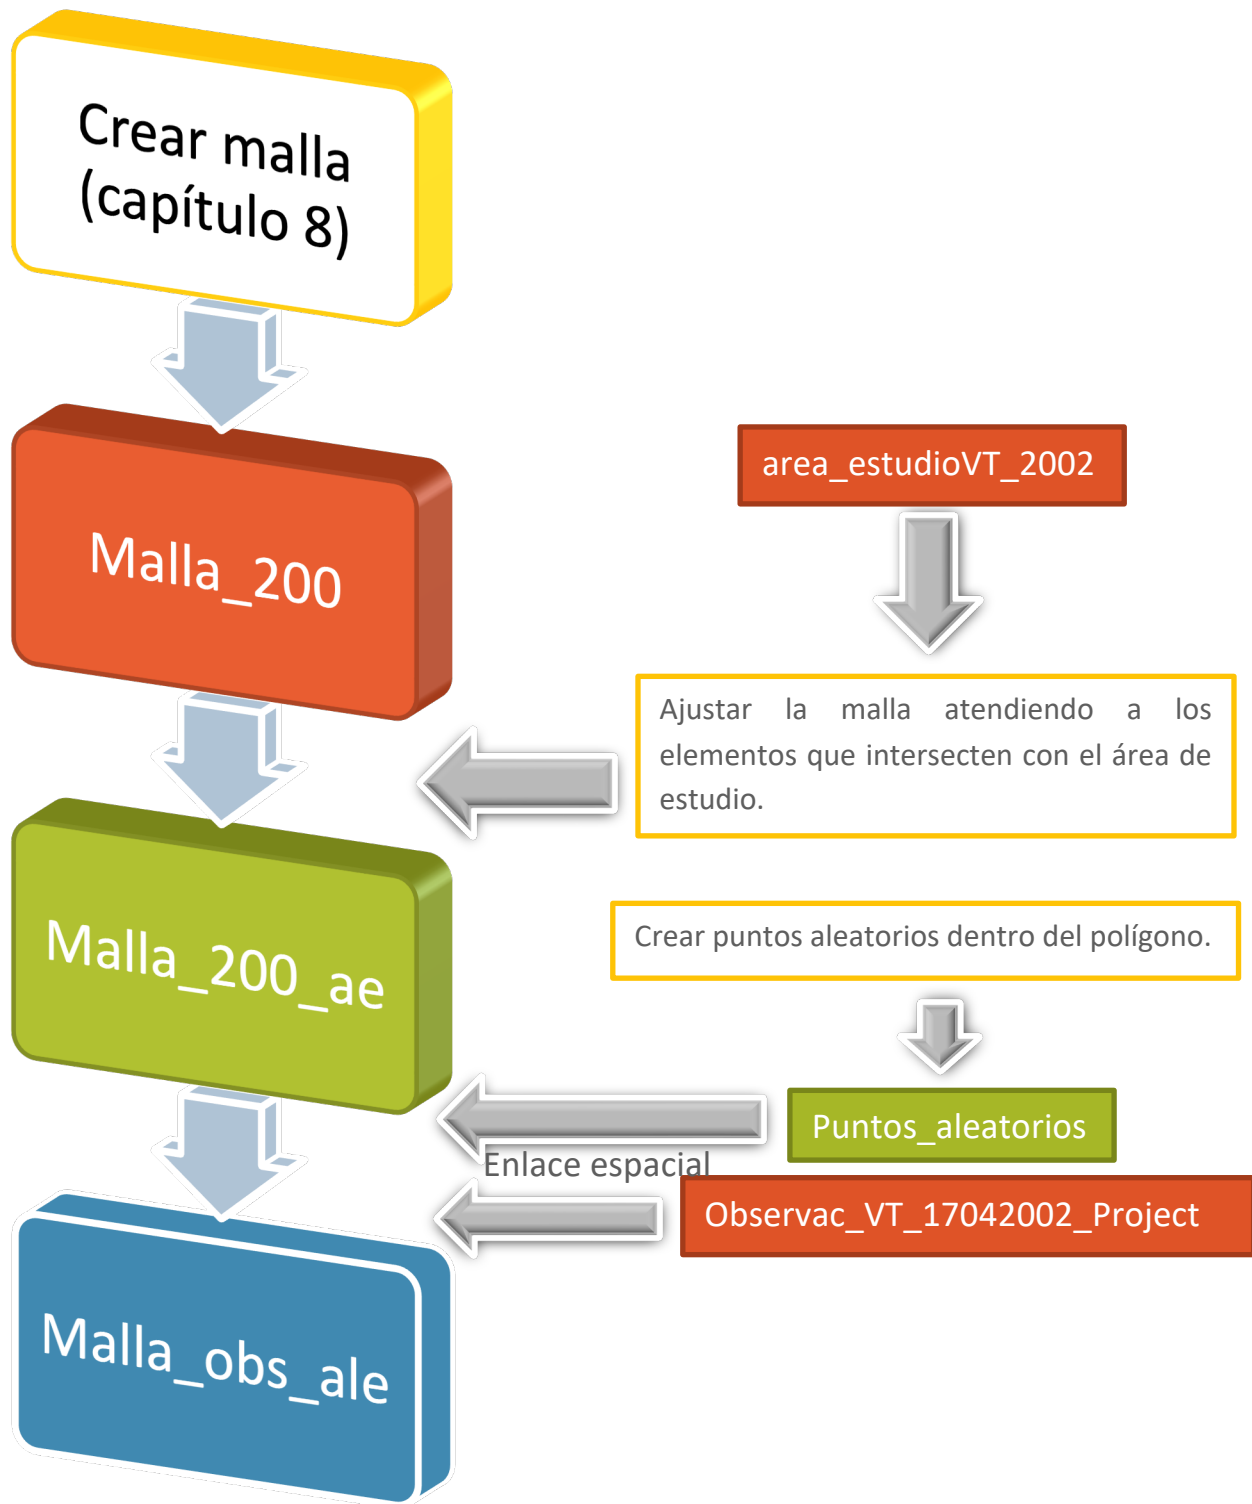 Crear malla
(capítulo 8)
Malla_200
area_estudioVT_2002
Ajustar la malla atendiendo a los
elementos que intersecten con el área de
estudio.
Malla_200_ae
Crear puntos aleatorios dentro del polígono.
Puntos_aleatorios
Enlace espacial
Observac_VT_17042002_Project
Malla_obs_ale